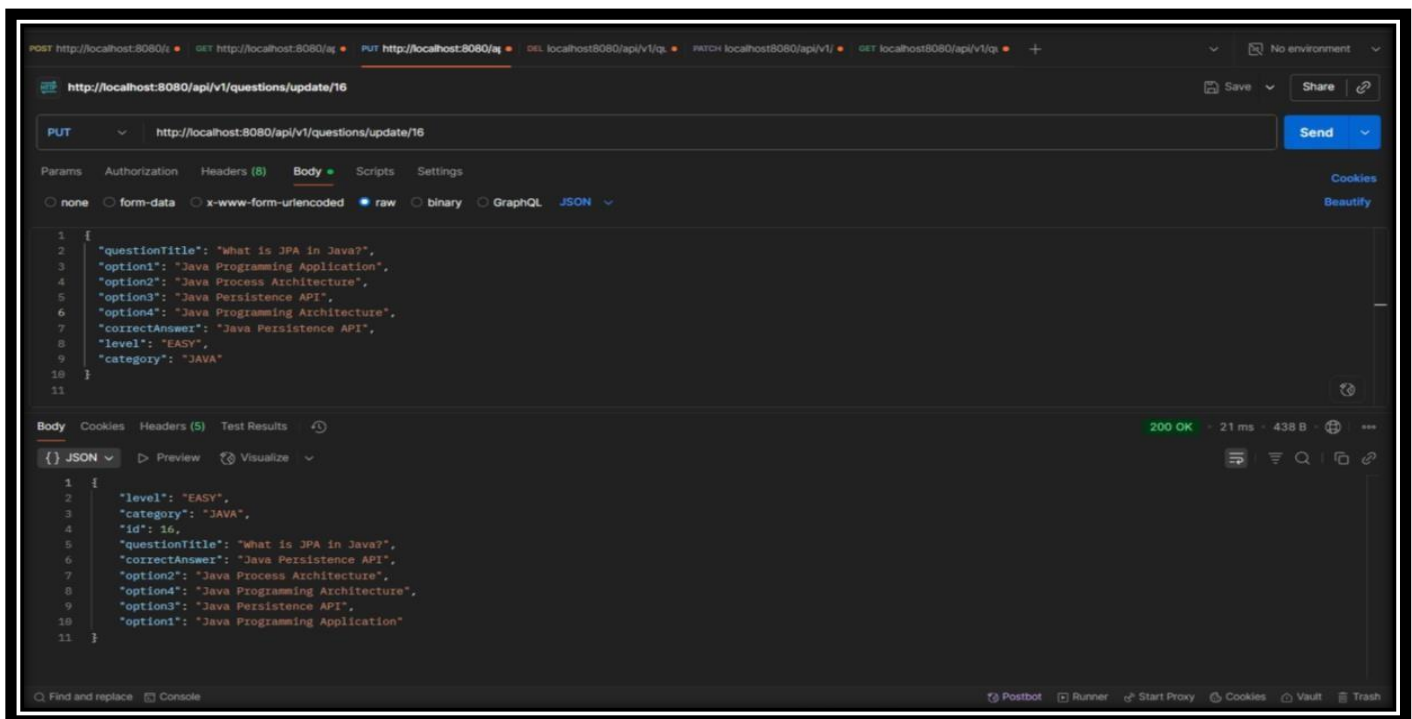 POST http://localhost:8080/a GET http://localhost:8080/ap PUT http://localhost:8080/ap DEL localhost8080/api/v1/qu. PATCH localhost8080/api/v1/ GET localhost8080/api/v1/qu + No environment
HTTP http://localhost:8080/api/v1/questions/update/16 Save Share
PUT http://localhost:8080/api/v1/questions/update/16 Send
Params Authorization Headers (8) Body Scripts Settings Cookies
none form-data x-www-form-urlencoded raw binary GraphQL JSON Beautify
1 {
2 "questionTitle": "What is JPA in Java?",
3 "option1": "Java Programming Application",
4 "option2": "Java Process Architecture",
5 "option3": "Java Persistence API",
6 "option4": "Java Programming Architecture",
7 "correctAnswer": "Java Persistence API",
8 "level": "EASY",
9 "category": "JAVA"
10 }
11
Body Cookies Headers (5) Test Results 200 OK 21 ms 438 B
{} JSON Preview Visualize
1 {
2 "level": "EASY",
3 "category": "JAVA",
4 "id": 16,
5 "questionTitle": "What is JPA in Java?",
6 "correctAnswer": "Java Persistence API",
7 "option2": "Java Process Architecture",
8 "option4": "Java Programming Architecture",
9 "option3": "Java Persistence API",
10 "option1": "Java Programming Application"
11 }
Find and replace Console Postbot Runner Start Proxy Cookies Vault Trash